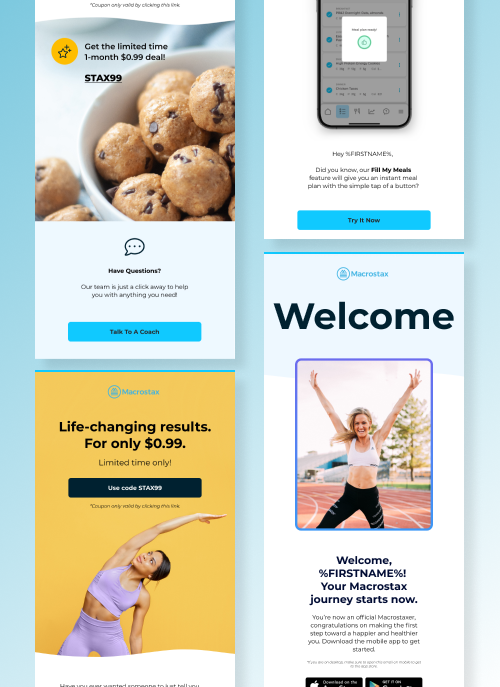 *Coupon only valid by clicking this link.
Get the limited time
1-month $0.99 deal!
STAX99
Have Questions?
Our team is just a click away to help
you with anything you need!
Talk To A Coach
Macrostax
Life-changing results.
For only $0.99.
Limited time only!
Use code STAX99
*Coupon only valid by clicking this link.
Have you ever wanted someone to just tell you
Hey %FIRSTNAME%,
Did you know, our Fill My Meals
feature will give you an instant meal
plan with the simple tap of a button?
Try It Now
Macrostax
Welcome
Welcome,
%FIRSTNAME%!
Your Macrostax
journey starts now.
You're now an official Macrostaxer,
congratulations on making the first
step toward a happier and healthier
you. Download the mobile app to get
started.
Download on the
GET IT ON